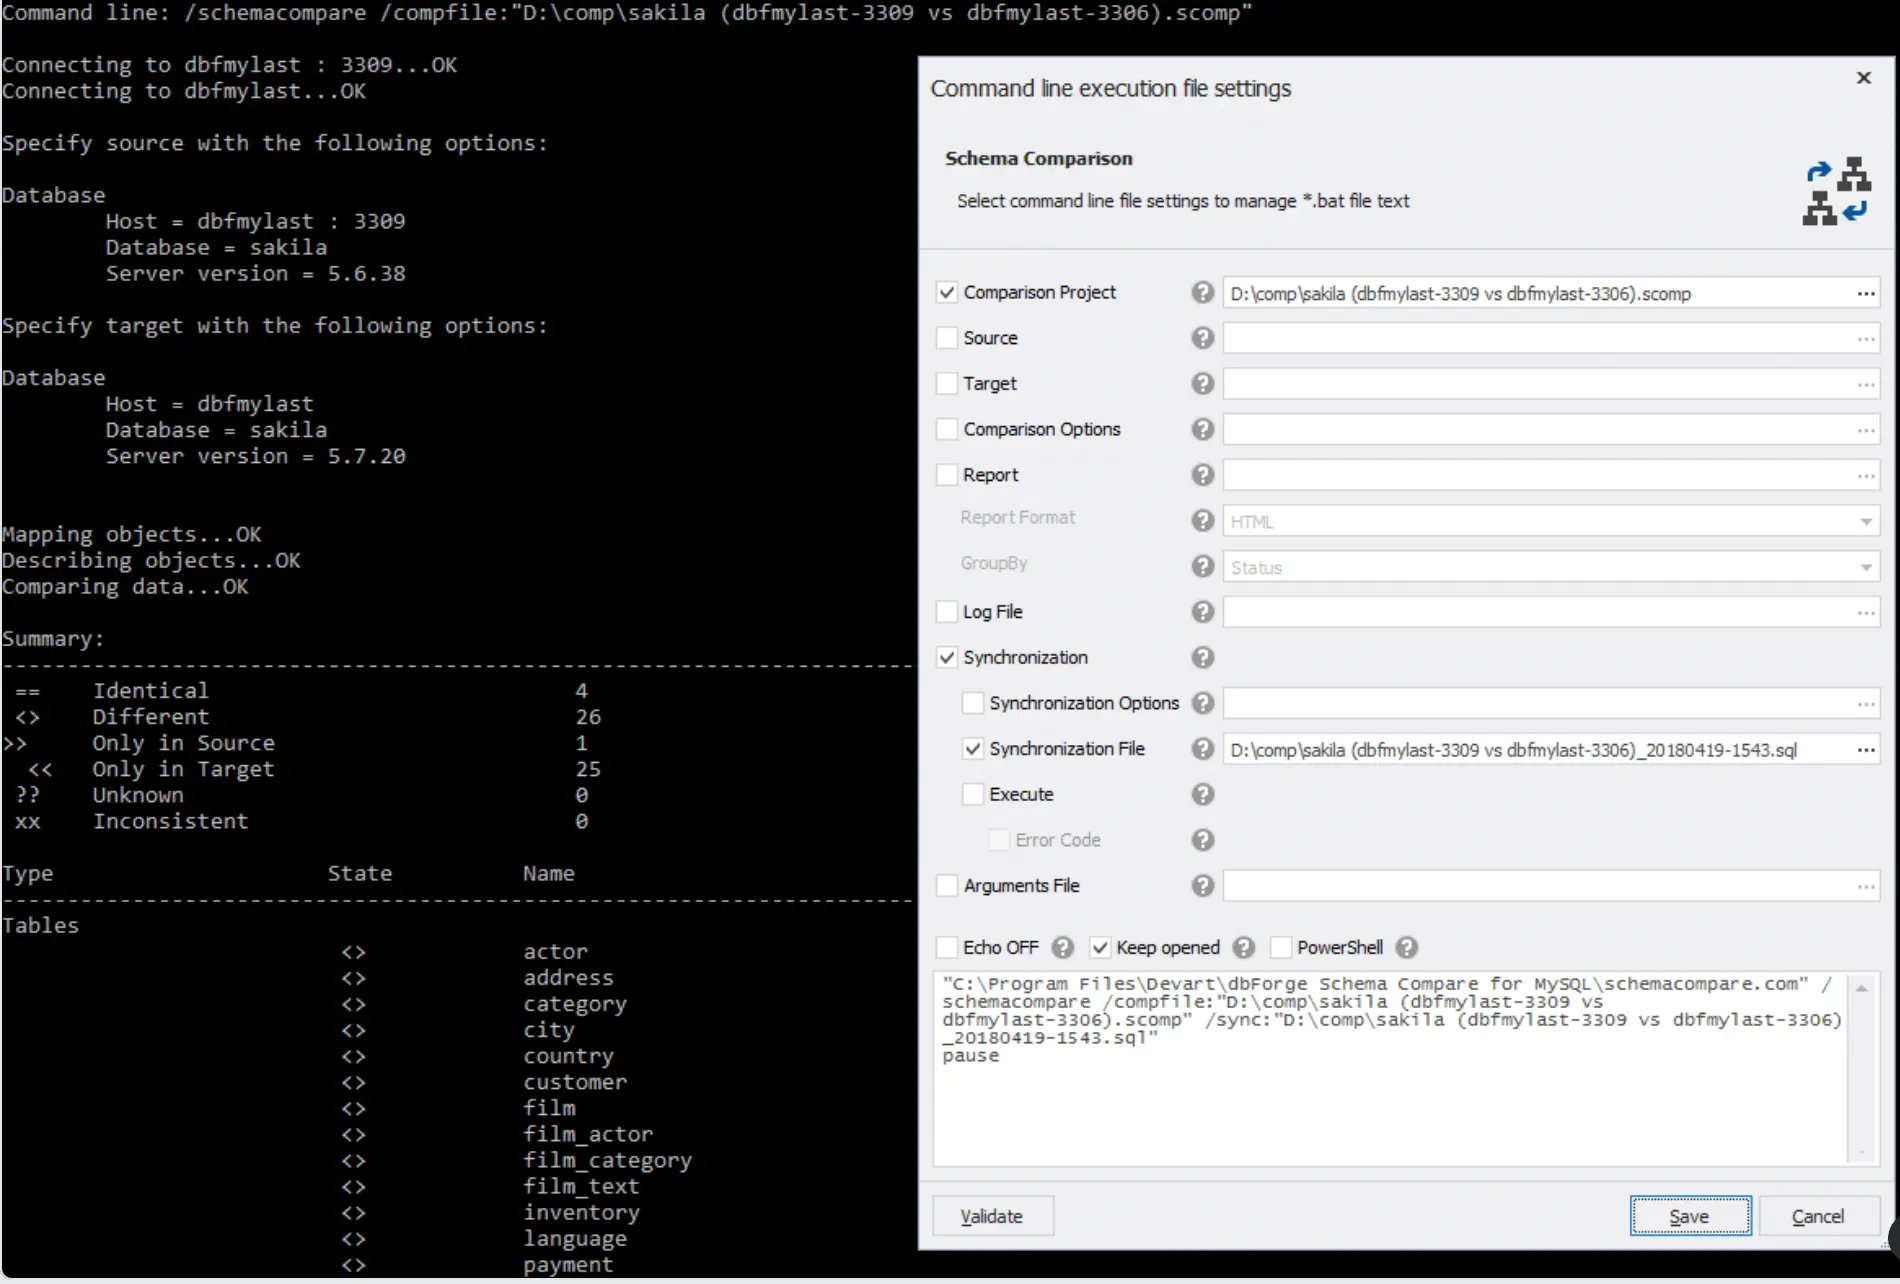 Command line: /schemacompare /compfile:"D:\comp\sakila (dbfmylast-3309 vs dbfmylast-3306).scomp"
Connecting to dbfmylast : 3309...OK
Connecting to dbfmylast...OK
Specify source with the following options:
Database
Host = dbfmylast : 3309
Database = sakila
Server version = 5.6.38
Specify target with the following options:
Database
Host = dbfmylast
Database = sakila
Server version = 5.7.20
Mapping objects...OK
Describing objects...OK
Comparing data...OK
Summary:
--------------------------------------------------------------------
== Identical 4
<> Different 26
>> Only in Source 1
<< Only in Target 25
?? Unknown 0
xx Inconsistent 0
Type State Name
--------------------------------------------------------------------
Tables
<> actor
<> address
<> category
<> city
<> country
<> customer
<> film
<> film_actor
<> film_category
<> film_text
<> inventory
<> language
<> payment
Command line execution file settings
Schema Comparison
Select command line file settings to manage *.bat file text
Comparison Project ? D:\comp\sakila (dbfmylast-3309 vs dbfmylast-3306).scomp ...
Source ? ...
Target ? ...
Comparison Options ? ...
Report ? ...
Report Format ? HTML
GroupBy ? Status
Log File ? ...
Synchronization ?
Synchronization Options ? ...
Synchronization File ? D:\comp\sakila (dbfmylast-3309 vs dbfmylast-3306)_20180419-1543.sql ...
Execute ?
Error Code ?
Arguments File ? ...
Echo OFF ? Keep opened ? PowerShell ?
"C:\Program Files\Devart\dbForge Schema Compare for MySQL\schemacompare.com" /
schemacompare /compfile:"D:\comp\sakila (dbfmylast-3309 vs
dbfmylast-3306).scomp" /sync:"D:\comp\sakila (dbfmylast-3309 vs dbfmylast-3306)
_20180419-1543.sql"
pause
Validate Save Cancel